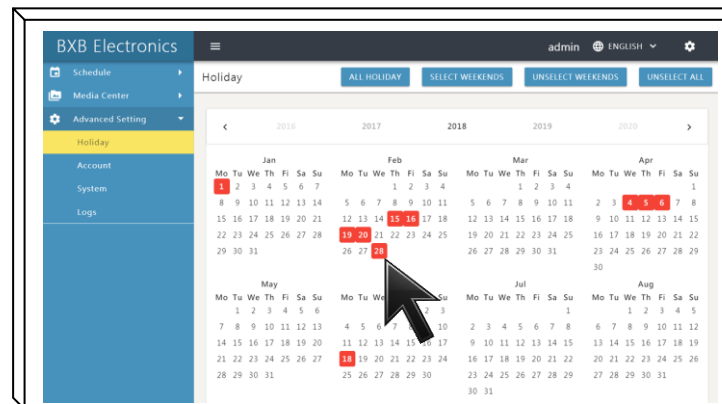 BXB Electronics
admin ENGLISH
Schedule
Holiday ALL HOLIDAY SELECT WEEKENDS UNSELECT WEEKENDS UNSELECT ALL
Media Center
Advanced Setting
2016 2017 2018 2019 2020
Holiday
Account
System
Logs
Jan Feb Mar Apr
Mo Tu We Th Fi Sa Su Mo Tu We Th Fi Sa Su Mo Tu We Th Fi Sa Su Mo Tu We Th Fi Sa Su
1 2 3 4 5 6 7 1 2 3 4 1 2 3 4 1
8 9 10 11 12 13 14 5 6 7 8 9 10 11 5 6 7 8 9 10 11 2 3 4 5 6 7 8
15 16 17 18 19 20 21 12 13 14 15 16 17 18 12 13 14 15 16 17 18 9 10 11 12 13 14 15
22 23 24 25 26 27 28 19 20 21 22 23 24 25 19 20 21 22 23 24 25 16 17 18 19 20 21 22
29 30 31 26 27 28 26 27 28 29 30 31 23 24 25 26 27 28 29
30
May Jul Aug
Mo Tu We Th Fi Sa Su Mo Tu We Su Mo Tu We Th Fi Sa Su Mo Tu We Th Fi Sa Su
1 2 3 4 5 6 2 3 1 1 2 3 4 5
7 8 9 10 11 12 13 4 5 6 7 8 10 2 3 4 5 6 7 8 6 7 8 9 10 11 12
14 15 16 17 18 19 20 11 12 13 14 15 16 17 9 10 11 12 13 14 15 13 14 15 16 17 18 19
21 22 23 24 25 26 27 18 19 20 21 22 23 24 16 17 18 19 20 21 22 20 21 22 23 24 25 26
28 29 30 31 25 26 27 28 29 30 23 24 25 26 27 28 29 27 28 29 30 31
30 31